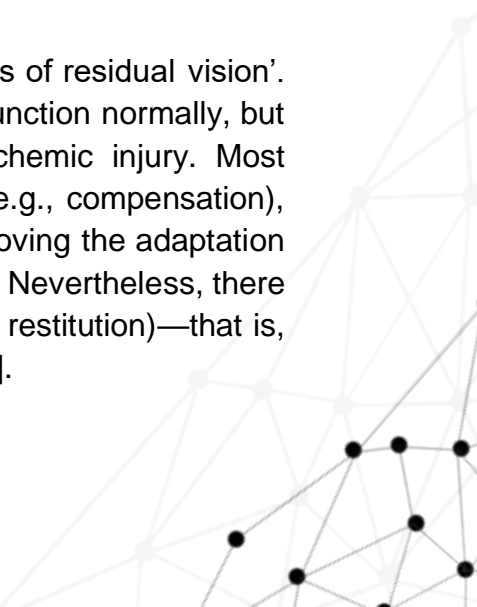 s of residual vision’.
unction normally, but
chemic injury. Most
e.g., compensation),
oving the adaptation
Nevertheless, there
restitution)—that is,
].